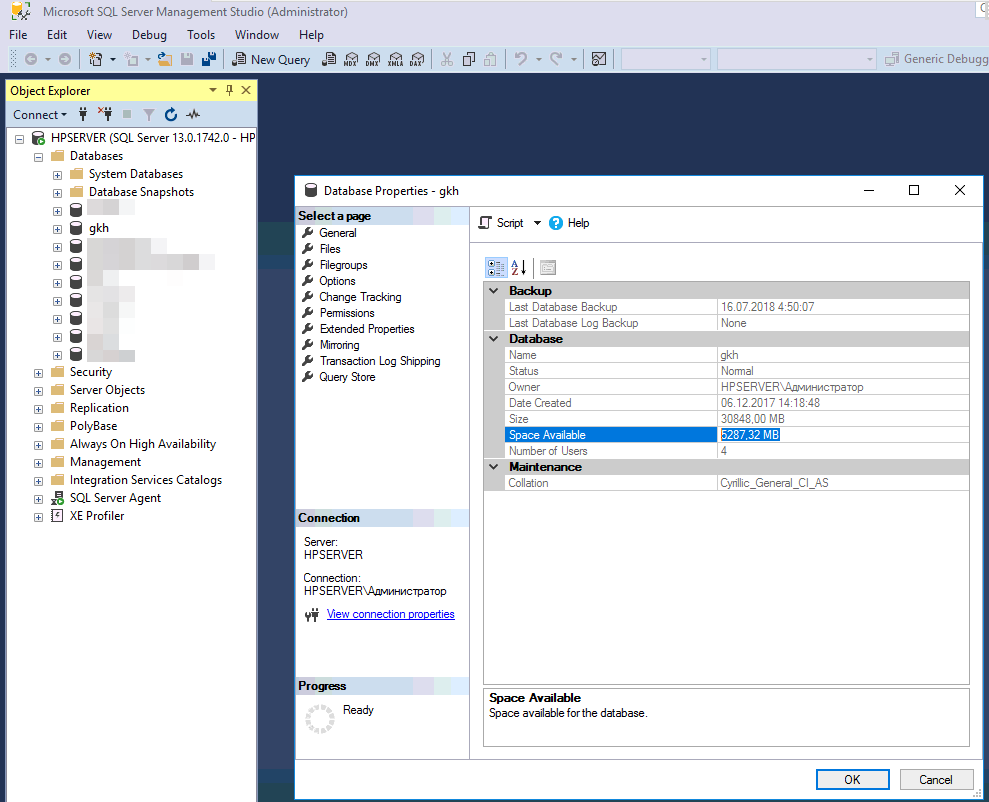 Microsoft SQL Server Management Studio (Administrator)
File Edit View Debug Tools Window Help
New Query MDX DMX XMLA DAX Generic Debugg
Object Explorer
Connect
HPSERVER (SQL Server 13.0.1742.0 - HP
Databases
System Databases
Database Snapshots
gkh
Security
Server Objects
Replication
PolyBase
Always On High Availability
Management
Integration Services Catalogs
SQL Server Agent
XE Profiler
Database Properties - gkh
Select a page
General
Files
Filegroups
Options
Change Tracking
Permissions
Extended Properties
Mirroring
Transaction Log Shipping
Query Store
Connection
Server:
HPSERVER
Connection:
HPSERVER\Администратор
View connection properties
Progress
Ready
Script Help
Backup
Last Database Backup 16.07.2018 4:50:07
Last Database Log Backup None
Database
Name gkh
Status Normal
Owner HPSERVER\Администратор
Date Created 06.12.2017 14:18:48
Size 30848,00 MB
Space Available 5287,32 MB
Number of Users 4
Maintenance
Collation Cyrillic_General_CI_AS
Space Available
Space available for the database.
OK Cancel